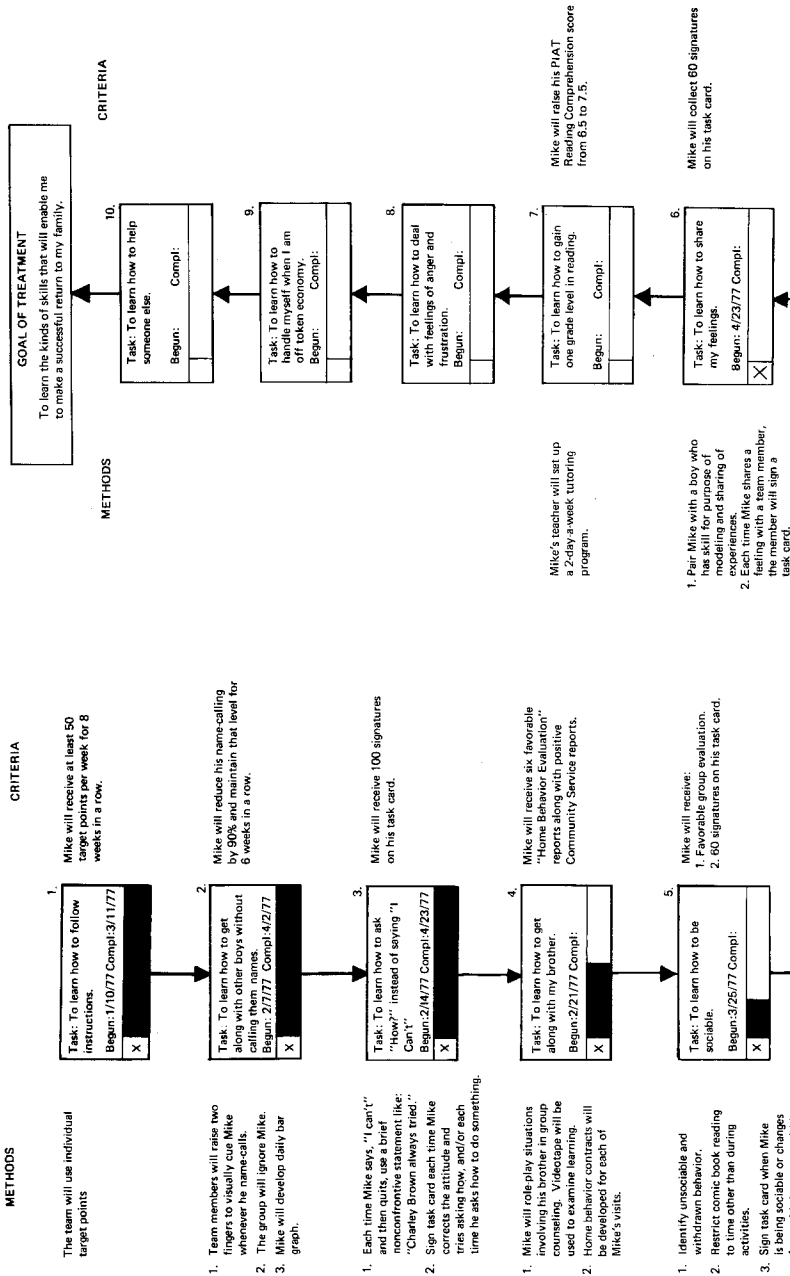 METHODS
CRITERIA
The team will use individual
target points
1.
Task: To learn how to follow
instructions.
Begun:1/10/77 Compl:3/11/77
X
Mike will receive at least 50
target points per week for 8
weeks in a row.
1. Team members will raise two
fingers to visually cue Mike
whenever he name-calls.
2. The group will ignore Mike.
3. Mike will develop daily bar
graph.
2.
Task: To learn how to get
along with other boys without
calling them names.
Begun: 2/7/77 Compl:4/2/77
X
Mike will reduce his name-calling
by 90% and maintain that level for
6 weeks in a row.
1. Each time Mike says, "I can't"
and then quits, use a brief
nonconfrontive statement like:
"Charley Brown always tried."
2. Sign task card each time Mike
corrects the attitude and
tries asking how, and/or each
time he asks how to do something.
3.
Task: To learn how to ask
"How?" instead of saying "I
Can't"
Begun:2/14/77 Compl:4/23/77
X
Mike will receive 100 signatures
on his task card.
1. Mike will role-play situations
involving his brother in group
counseling. Videotape will be
used to examine learning.
2. Home behavior contracts will
be developed for each of
Mike's visits.
4.
Task: To learn how to get
along with my brother.
Begun:2/21/77 Compl:
X
Mike will receive six favorable
"Home Behavior Evaluation"
reports along with positive
Community Service reports.
1. Identify unsociable and
withdrawn behavior.
2. Restrict comic book reading
to time other than during
activities.
3. Sign task card when Mike
is being sociable or changes
5.
Task: To learn how to be
sociable.
Begun:3/25/77 Compl:
X
Mike will receive:
1. Favorable group evaluation.
2. 60 signatures on his task card.
GOAL OF TREATMENT
To learn the kinds of skills that will enable me
to make a successful return to my family.
METHODS
CRITERIA
10.
Task: To learn how to help
someone else.
Begun: Compl:
9.
Task: To learn how to
handle myself when I am
off token economy.
Begun: Compl:
8.
Task: To learn how to deal
with feelings of anger and
frustration.
Begun: Compl:
Mike's teacher will set up
a 2-day-a-week tutoring
program.
7.
Task: To learn how to gain
one grade level in reading.
Begun: Compl:
Mike will raise his PIAT
Reading Comprehension score
from 6.5 to 7.5.
1. Pair Mike with a boy who
has skill for purpose of
modeling and sharing of
experiences.
2. Each time Mike shares a
feeling with a team member,
the member will sign a
task card.
6.
Task: To learn how to share
my feelings.
Begun: 4/23/77 Compl:
X
Mike will collect 60 signatures
on his task card.